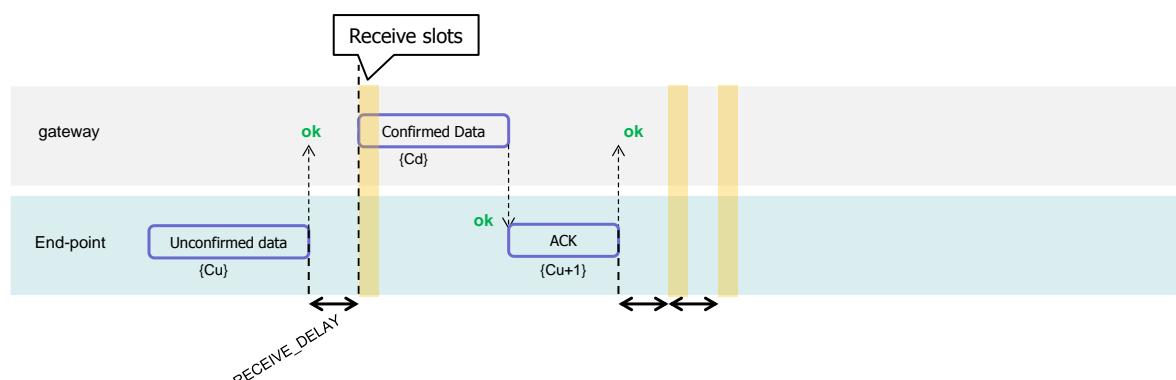 Receive slots
gateway
ok
Confirmed Data
ok
{Cd}
End-point
Unconfirmed data
ok
ACK
{Cu}
{Cu+1}
RECEIVE_DELAY